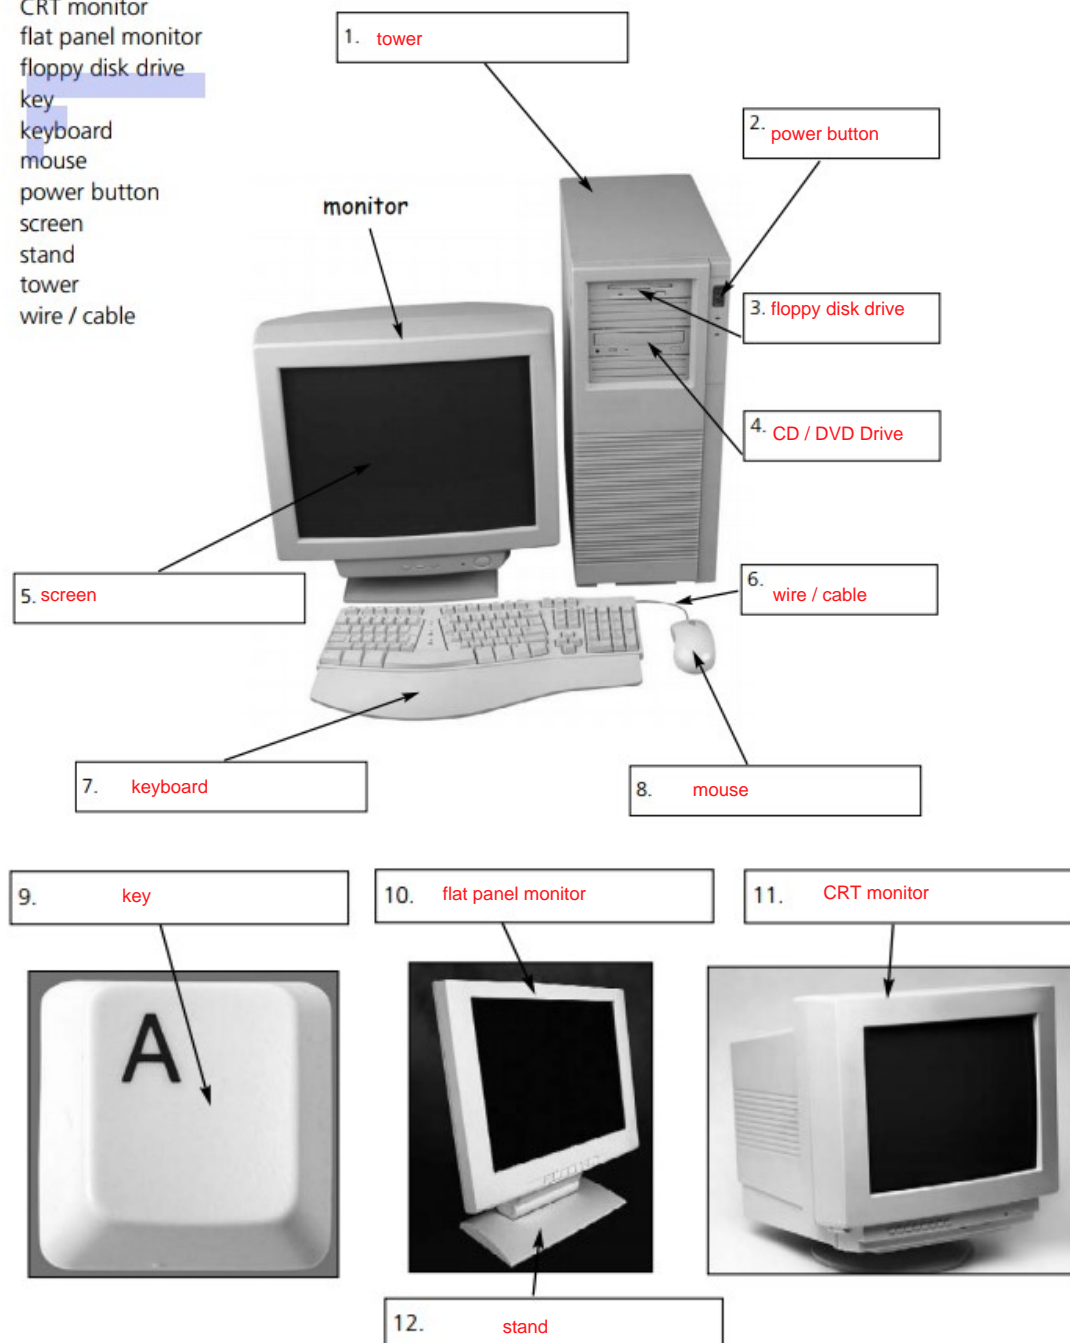 CRT monitor
flat panel monitor
floppy disk drive
key
keyboard
mouse
power button
screen
stand
tower
wire / cable
1. tower
2. power button
monitor
3. floppy disk drive
4. CD / DVD Drive
5. screen
6. wire / cable
7. keyboard
8. mouse
9. key
10. flat panel monitor
11. CRT monitor
A
12. stand